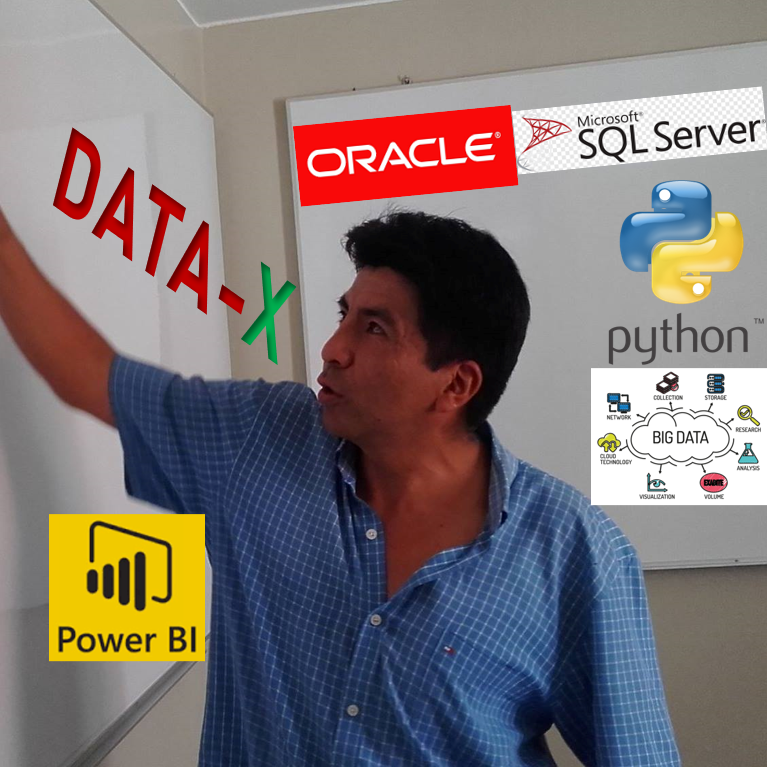 DATA-X
ORACLE®
Microsoft®
SQL Server®
python™
COLLECTION
STORAGE
NETWORK
RESEARCH
BIG DATA
CLOUD
TECHNOLOGY
ANALYSIS
VISUALIZATION
VOLUME
EXABYTE
Power BI